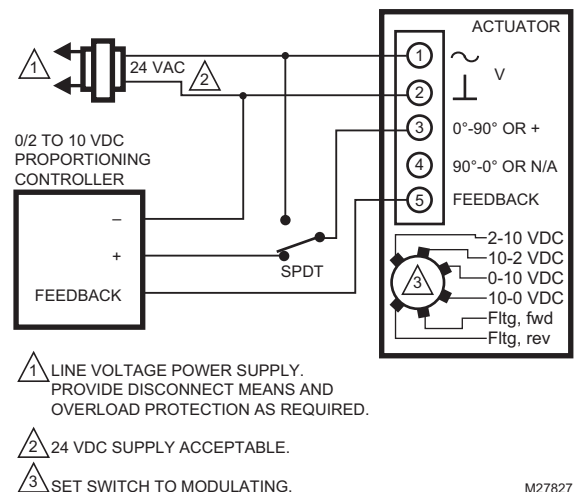 ACTUATOR
1
24 VAC
2
1
V
2
3
0°-90° OR +
4
90°-0° OR N/A
5
FEEDBACK
0/2 TO 10 VDC
PROPORTIONING
CONTROLLER
–
+
FEEDBACK
SPDT
3
2-10 VDC
10-2 VDC
0-10 VDC
10-0 VDC
Fltg, fwd
Fltg, rev
1 LINE VOLTAGE POWER SUPPLY.
PROVIDE DISCONNECT MEANS AND
OVERLOAD PROTECTION AS REQUIRED.
2 24 VDC SUPPLY ACCEPTABLE.
3 SET SWITCH TO MODULATING.
M27827